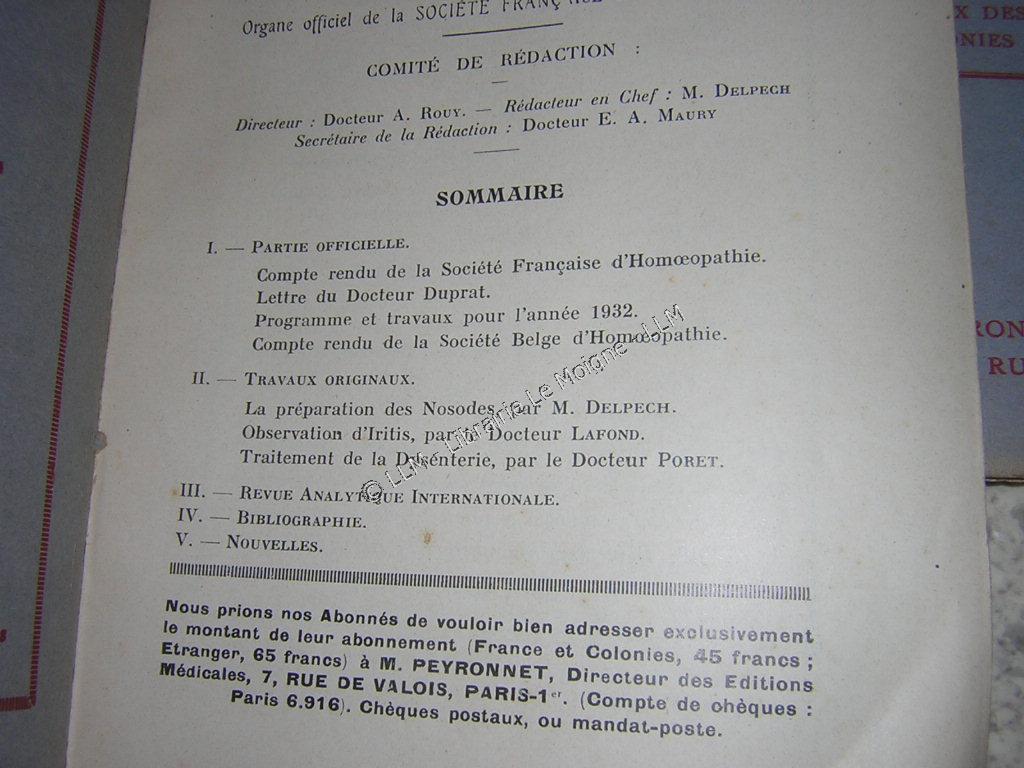 Organe officiel de la SOCIÉTÉ
COMITÉ DE RÉDACTION :
Directeur : Docteur A. Rouy. — Rédacteur en Chef : M. Delpech
Secrétaire de la Rédaction : Docteur E. A. Maury
SOMMAIRE
I. — Partie officielle.
Compte rendu de la Société Française d'Homœopathie.
Lettre du Docteur Duprat.
Programme et travaux pour l'année 1932.
Compte rendu de la Société Belge d'Homœopathie.
II. — Travaux originaux.
La préparation des Nosodes, par M. Delpech.
Observation d'Iritis, par le Docteur Lafond.
Traitement de la Disenterie, par le Docteur Poret.
III. — Revue Analytique Internationale.
IV. — Bibliographie.
V. — Nouvelles.
Nous prions nos Abonnés de vouloir bien adresser exclusivement
le montant de leur abonnement (France et Colonies, 45 francs ;
Etranger, 65 francs) à M. PEYRONNET, Directeur des Editions
Médicales, 7, RUE DE VALOIS, PARIS-1er. (Compte de chèques :
Paris 6.916). Chèques postaux, ou mandat-poste.
© LLM - Librairie Le Moigne - LLM
X DES
NIES
RON
RU